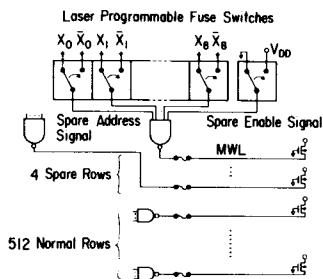 Laser Programmable Fuse Switches
X₀ X̄₀ X₁ X̄₁ X₈ X̄₈ V_DD
Spare Address Signal
Spare Enable Signal
MWL
4 Spare Rows
512 Normal Rows